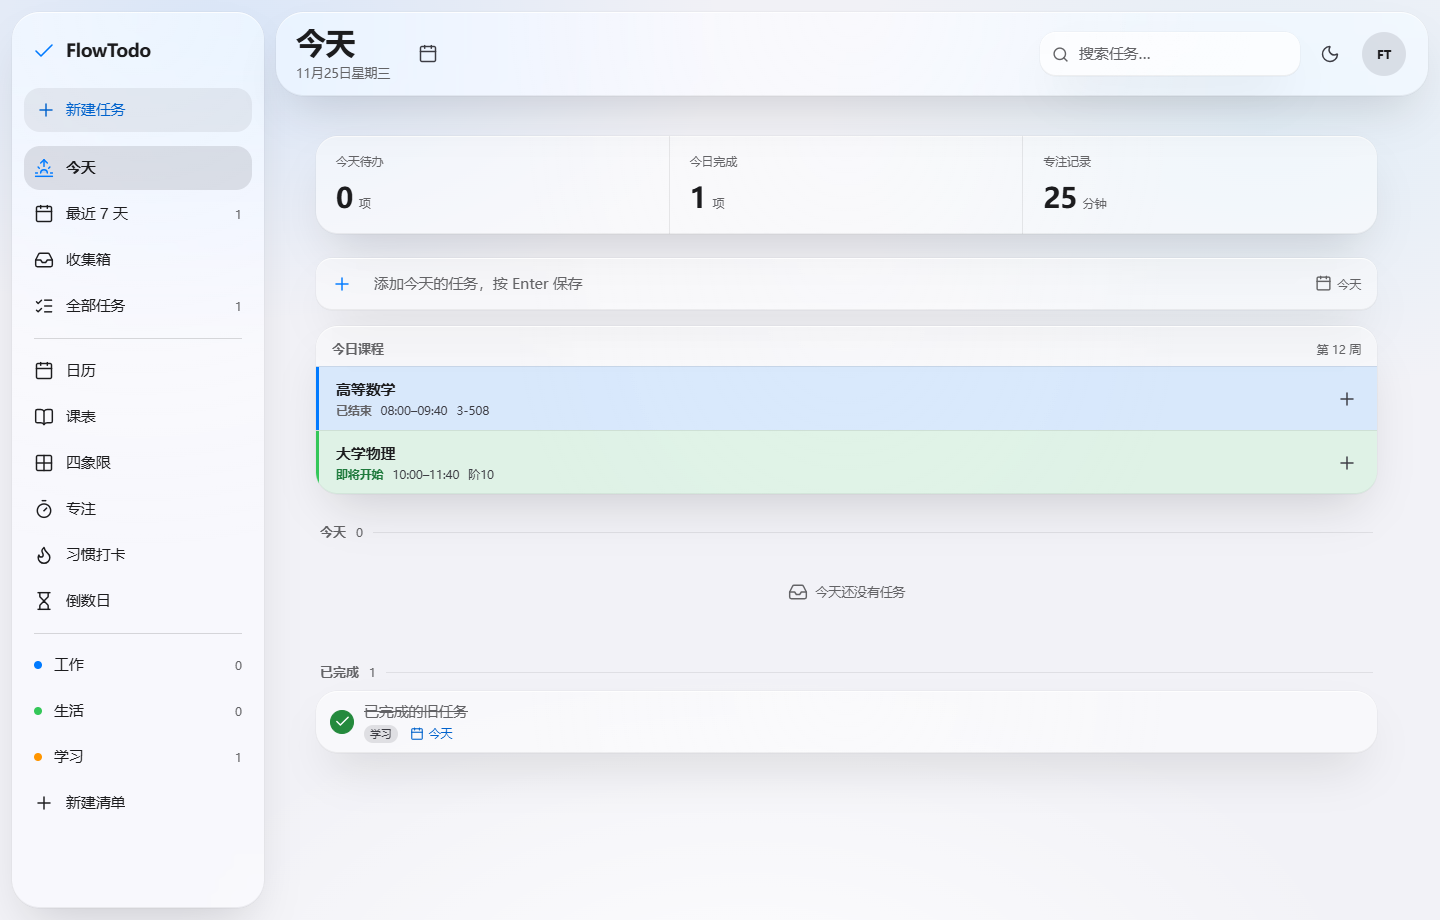 FlowTodo
新建任务
今天
最近 7 天 1
收集箱
全部任务 1
日历
课表
四象限
专注
习惯打卡
倒数日
工作 0
生活 0
学习 1
新建清单
今天
11月25日星期三
搜索任务...
FT
今天待办
0 项
今日完成
1 项
专注记录
25 分钟
添加今天的任务，按 Enter 保存
今天
今日课程
第 12 周
高等数学
已结束 08:00–09:40 3-508
大学物理
即将开始 10:00–11:40 阶10
今天 0
今天还没有任务
已完成 1
已完成的旧任务
学习 今天